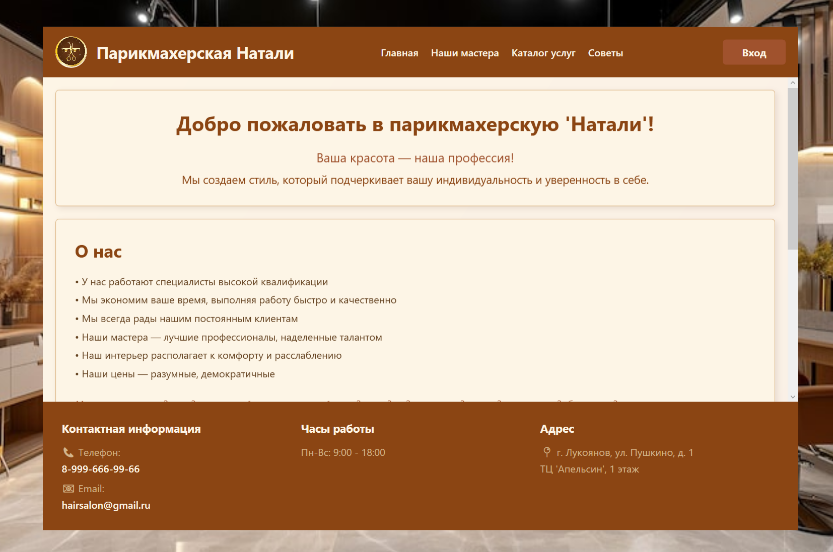 Парикмахерская Натали
Главная Наши мастера Каталог услуг Советы
Вход
Добро пожаловать в парикмахерскую 'Натали'!
Ваша красота — наша профессия!
Мы создаем стиль, который подчеркивает вашу индивидуальность и уверенность в себе.
О нас
• У нас работают специалисты высокой квалификации
• Мы экономим ваше время, выполняя работу быстро и качественно
• Мы всегда рады нашим постоянным клиентам
• Наши мастера — лучшие профессионалы, наделенные талантом
• Наш интерьер располагает к комфорту и расслаблению
• Наши цены — разумные, демократичные
Контактная информация
Телефон:
8-999-666-99-66
Email:
hairsalon@gmail.ru
Часы работы
Пн-Вс: 9:00 - 18:00
Адрес
г. Лукоянов, ул. Пушкино, д. 1
ТЦ 'Апельсин', 1 этаж